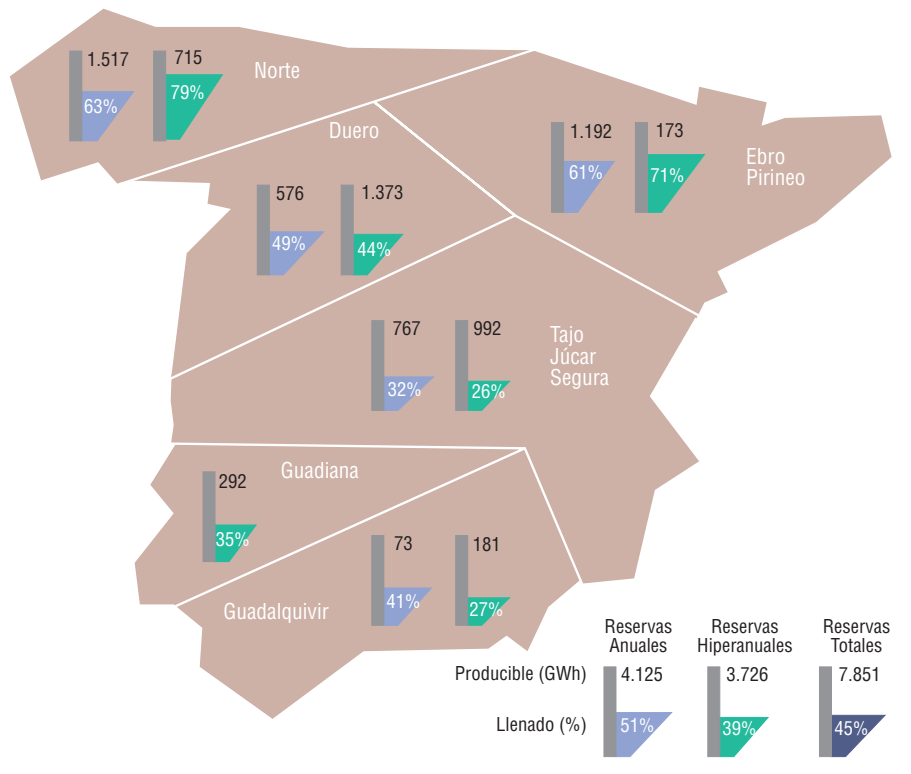 Norte
1.517
715
63%
79%
Duero
576
1.373
49%
44%
Ebro
Pirineo
1.192
173
61%
71%
Tajo
Júcar
Segura
767
992
32%
26%
Guadiana
292
35%
Guadalquivir
73
181
41%
27%
Reservas
Anuales
Reservas
Hiperanuales
Reservas
Totales
Producible (GWh)
4.125
3.726
7.851
Llenado (%)
51%
39%
45%